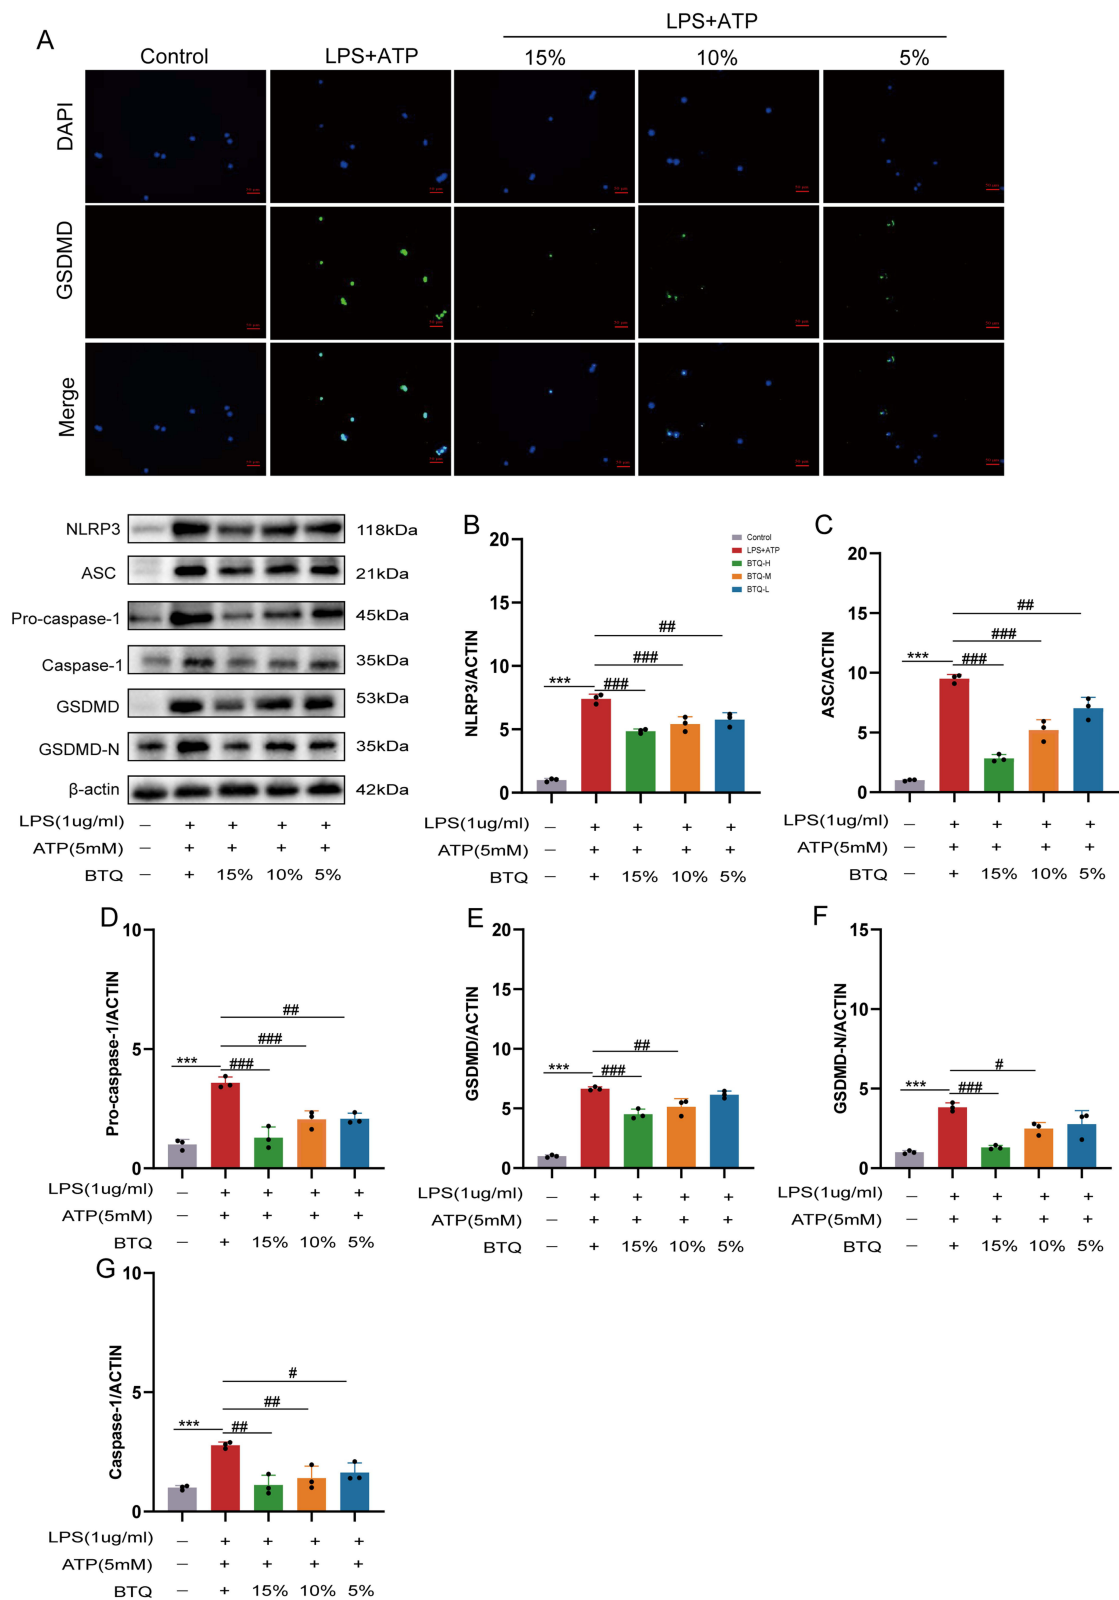 A
LPS+ATP
Control LPS+ATP 15% 10% 5%
DAPI
GSDMD
Merge
NLRP3 118kDa
ASC 21kDa
Pro-caspase-1 45kDa
Caspase-1 35kDa
GSDMD 53kDa
GSDMD-N 35kDa
β-actin 42kDa
LPS(1ug/ml) — + + + +
ATP(5mM) — + + + +
BTQ — + 15% 10% 5%
B
Control
LPS+ATP
BTQ-H
BTQ-M
BTQ-L
NLRP3/ACTIN
20
15
10
5
0
##
###
*** ###
LPS(1ug/ml) — + + + +
ATP(5mM) — + + + +
BTQ — + 15% 10% 5%
C
ASC/ACTIN
20
15
10
5
0
##
###
*** ###
LPS(1ug/ml) — + + + +
ATP(5mM) — + + + +
BTQ — + 15% 10% 5%
D
Pro-caspase-1/ACTIN
10
5
0
##
###
*** ###
LPS(1ug/ml) — + + + +
ATP(5mM) — + + + +
BTQ — + 15% 10% 5%
E
GSDMD/ACTIN
20
15
10
5
0
##
*** ###
LPS(1ug/ml) — + + + +
ATP(5mM) — + + + +
BTQ — + 15% 10% 5%
F
GSDMD-N/ACTIN
15
10
5
0
#
*** ###
LPS(1ug/ml) — + + + +
ATP(5mM) — + + + +
BTQ — + 15% 10% 5%
G
Caspase-1/ACTIN
10
5
0
#
##
*** ##
LPS(1ug/ml) — + + + +
ATP(5mM) — + + + +
BTQ — + 15% 10% 5%